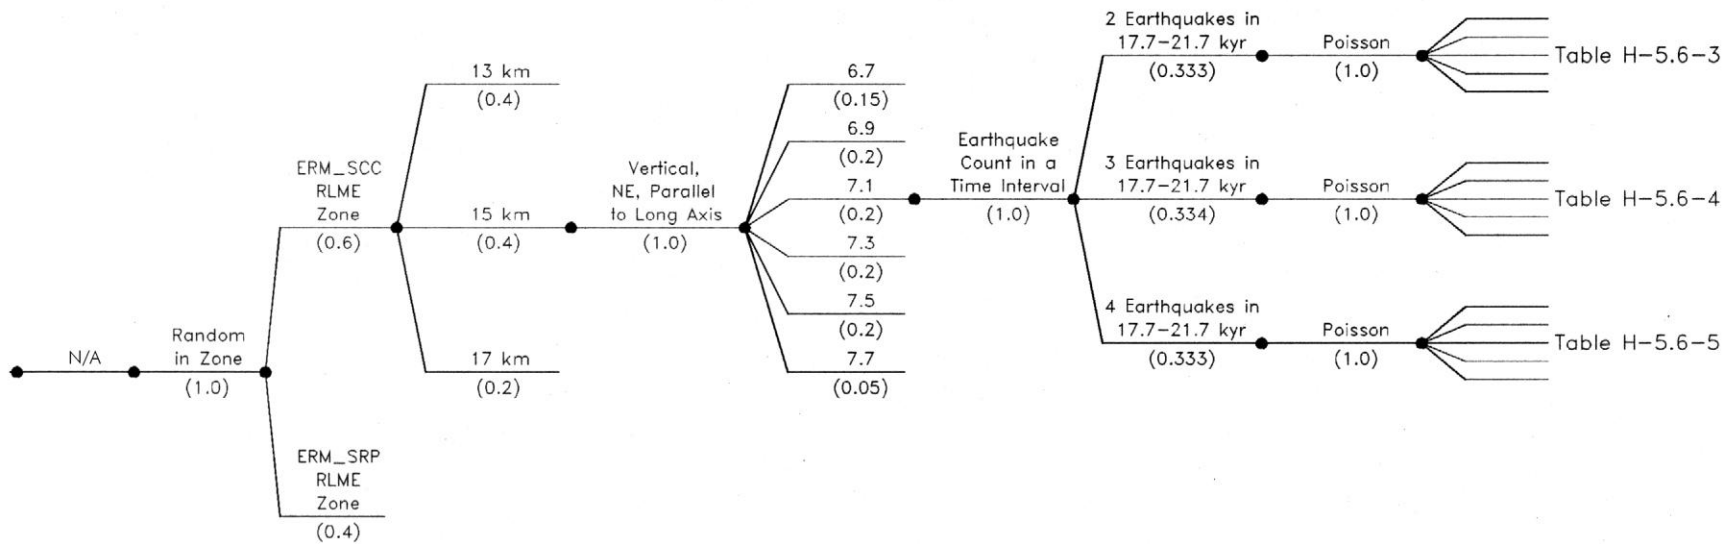 N/A
Random
in Zone
(1.0)
ERM_SCC
RLME
Zone
(0.6)
ERM_SRP
RLME
Zone
(0.4)
13 km
(0.4)
15 km
(0.4)
17 km
(0.2)
Vertical,
NE, Parallel
to Long Axis
(1.0)
6.7
(0.15)
6.9
(0.2)
7.1
(0.2)
7.3
(0.2)
7.5
(0.2)
7.7
(0.05)
Earthquake
Count in a
Time Interval
(1.0)
2 Earthquakes in
17.7-21.7 kyr
(0.333)
Poisson
(1.0)
Table H-5.6-3
3 Earthquakes in
17.7-21.7 kyr
(0.334)
Poisson
(1.0)
Table H-5.6-4
4 Earthquakes in
17.7-21.7 kyr
(0.333)
Poisson
(1.0)
Table H-5.6-5